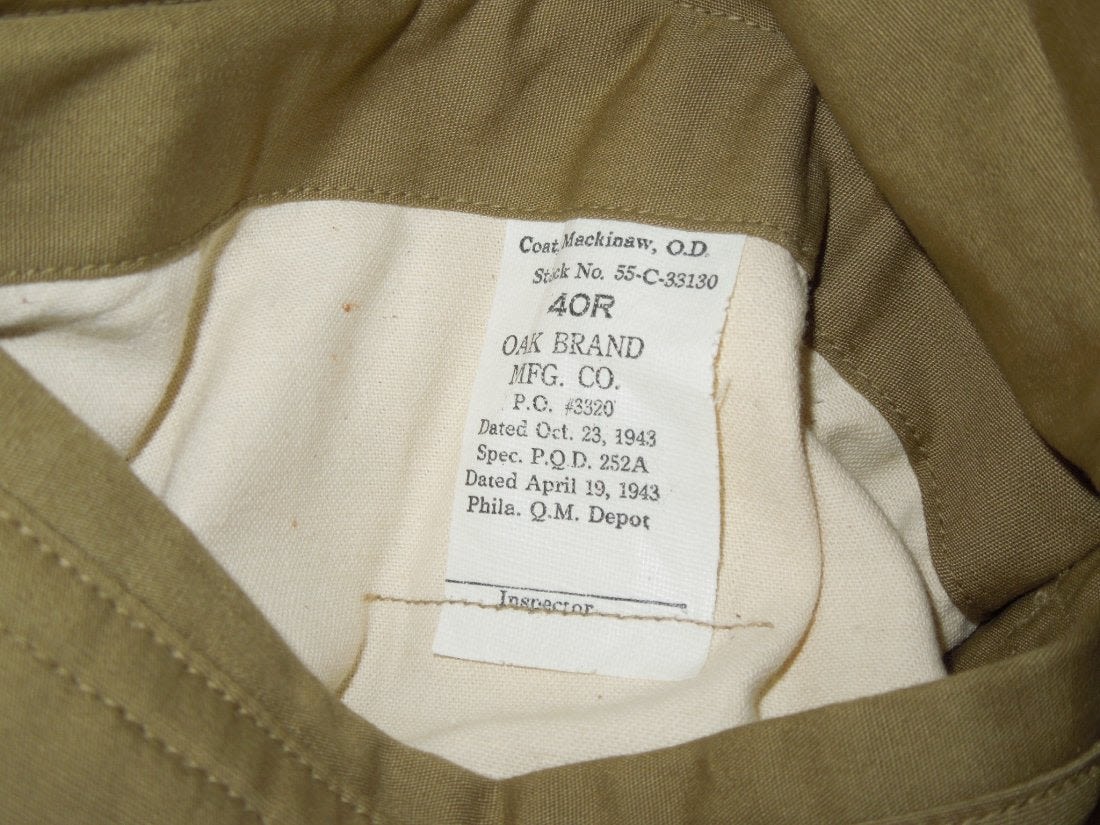 Coat, Mackinaw, O.D.
Stock No. 55-C-33130
40R
OAK BRAND
MFG. CO.
P.O. #3320
Dated Oct. 23, 1943
Spec. P.Q.D. 252A
Dated April 19, 1943
Phila. Q.M. Depot
Inspector